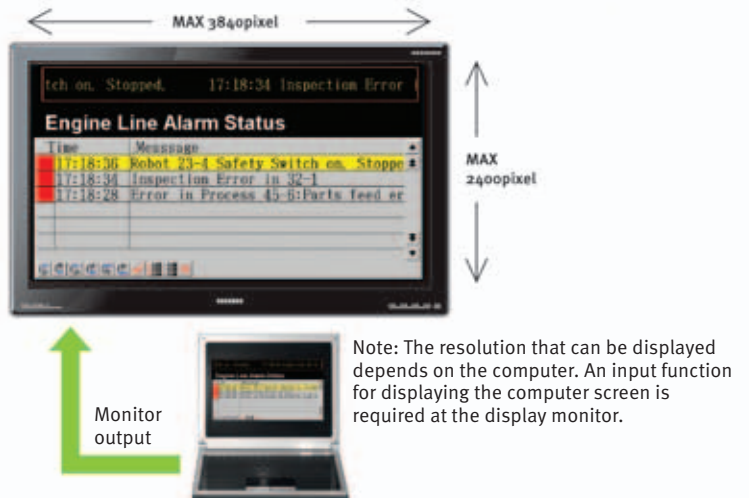 MAX 3840pixel
tch on, Stopped, 17:18:34 Inspection Error
Engine Line Alarm Status
Time Messsage
17:18:36 Robot 23-4 Safety Switch on, Stoppe
17:18:34 Inspection Error in 32-1
17:18:28 Error in Process 45-6:Parts feed er
MAX
2400pixel
Note: The resolution that can be displayed
depends on the computer. An input function
for displaying the computer screen is
required at the display monitor.
Monitor
output